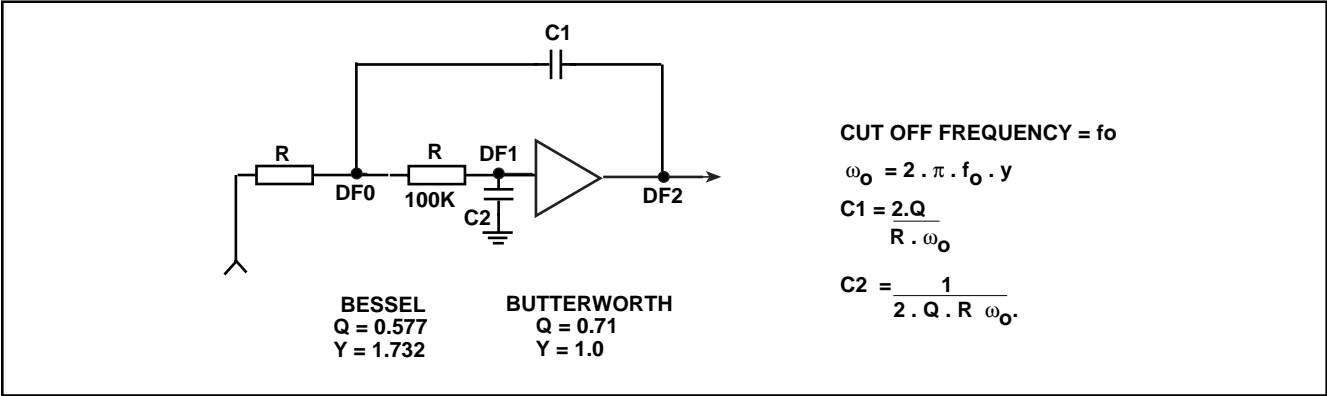 C1
R
R
DF1
DF0
100K
DF2
C2
BESSEL
Q = 0.577
Y = 1.732
BUTTERWORTH
Q = 0.71
Y = 1.0
CUT OFF FREQUENCY = fo
ωo = 2 . π . fo . y
C1 = 2.Q
R . ωo
C2 = 1
2 . Q . R ωo.